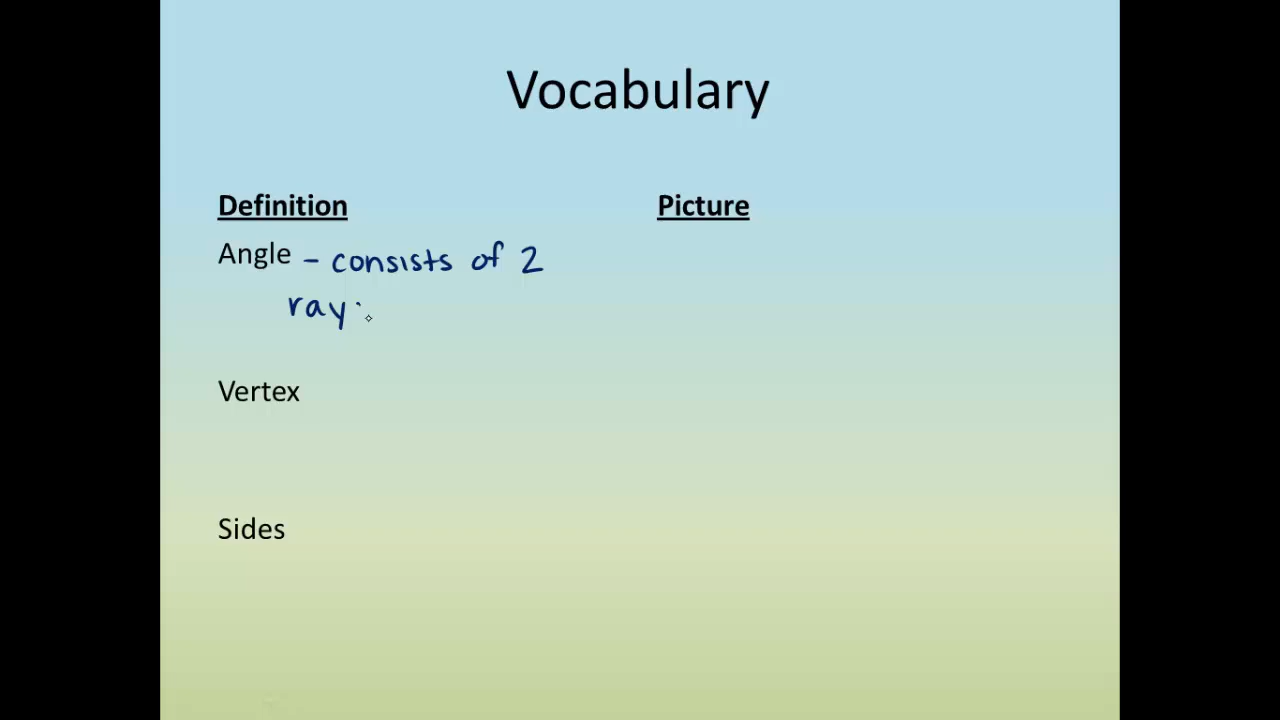 Vocabulary
Definition
Picture
Angle - consists of 2
ray
Vertex
Sides